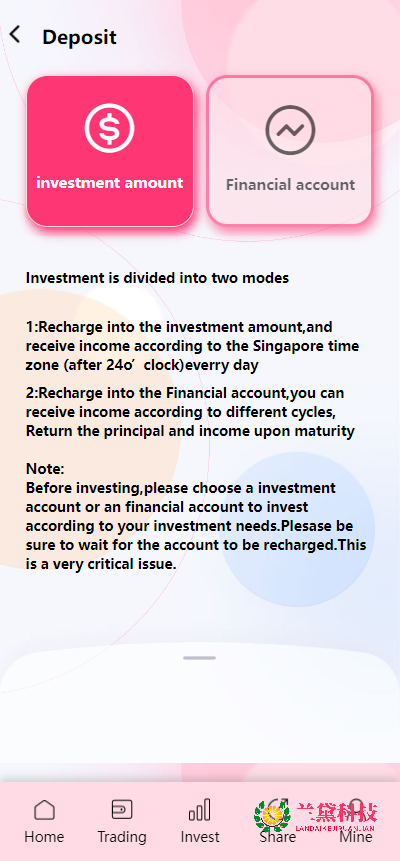 Deposit
investment amount
Financial account
Investment is divided into two modes
1:Recharge into the investment amount,and
receive income according to the Singapore time
zone (after 24o' clock)everry day
2:Recharge into the Financial account,you can
receive income according to different cycles,
Return the principal and income upon maturity
Note:
Before investing,please choose a investment
account or an financial account to invest
according to your investment needs.Plesase be
sure to wait for the account to be recharged.This
is a very critical issue.
Home
Trading
Invest
Share
Mine
兰黛科技
LANDAIKEJIRUANJIAN